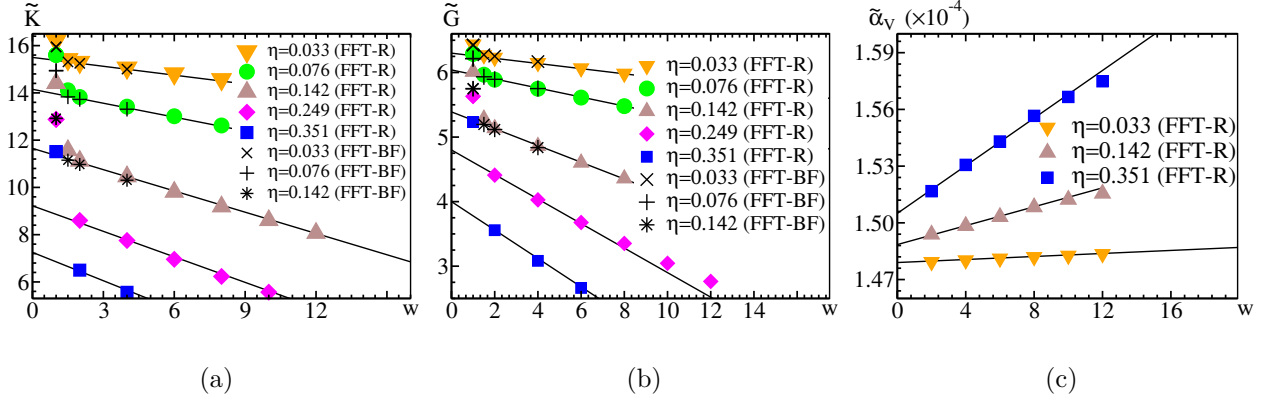 K̃
16
14
12
10
8
6
0 3 6 9 12 w
η=0.033 (FFT-R)
η=0.076 (FFT-R)
η=0.142 (FFT-R)
η=0.249 (FFT-R)
η=0.351 (FFT-R)
η=0.033 (FFT-BF)
η=0.076 (FFT-BF)
η=0.142 (FFT-BF)
(a)
G̃
6
5
4
3
0 2 4 6 8 10 12 14 w
η=0.033 (FFT-R)
η=0.076 (FFT-R)
η=0.142 (FFT-R)
η=0.249 (FFT-R)
η=0.351 (FFT-R)
η=0.033 (FFT-BF)
η=0.076 (FFT-BF)
η=0.142 (FFT-BF)
(b)
α̃V (×10⁻⁴)
1.59
1.56
1.53
1.50
1.47
0 4 8 12 16 w
η=0.033 (FFT-R)
η=0.142 (FFT-R)
η=0.351 (FFT-R)
(c)